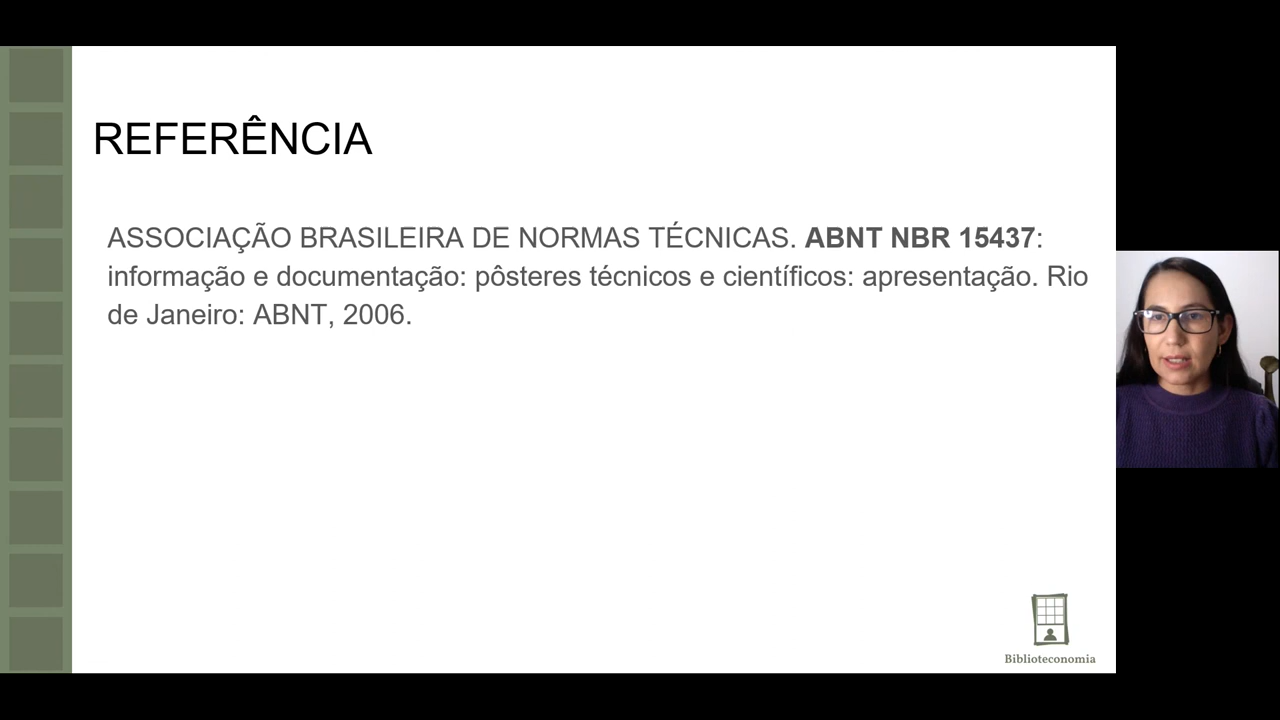 REFERÊNCIA
ASSOCIAÇÃO BRASILEIRA DE NORMAS TÉCNICAS. ABNT NBR 15437:
informação e documentação: pôsteres técnicos e científicos: apresentação. Rio
de Janeiro: ABNT, 2006.
Biblioteconomia